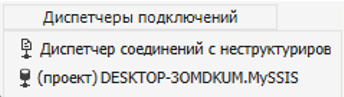 Диспетчеры подключений
Диспетчер соединений с неструктуриров
(проект) DESKTOP-3OMDKUM.MySSIS